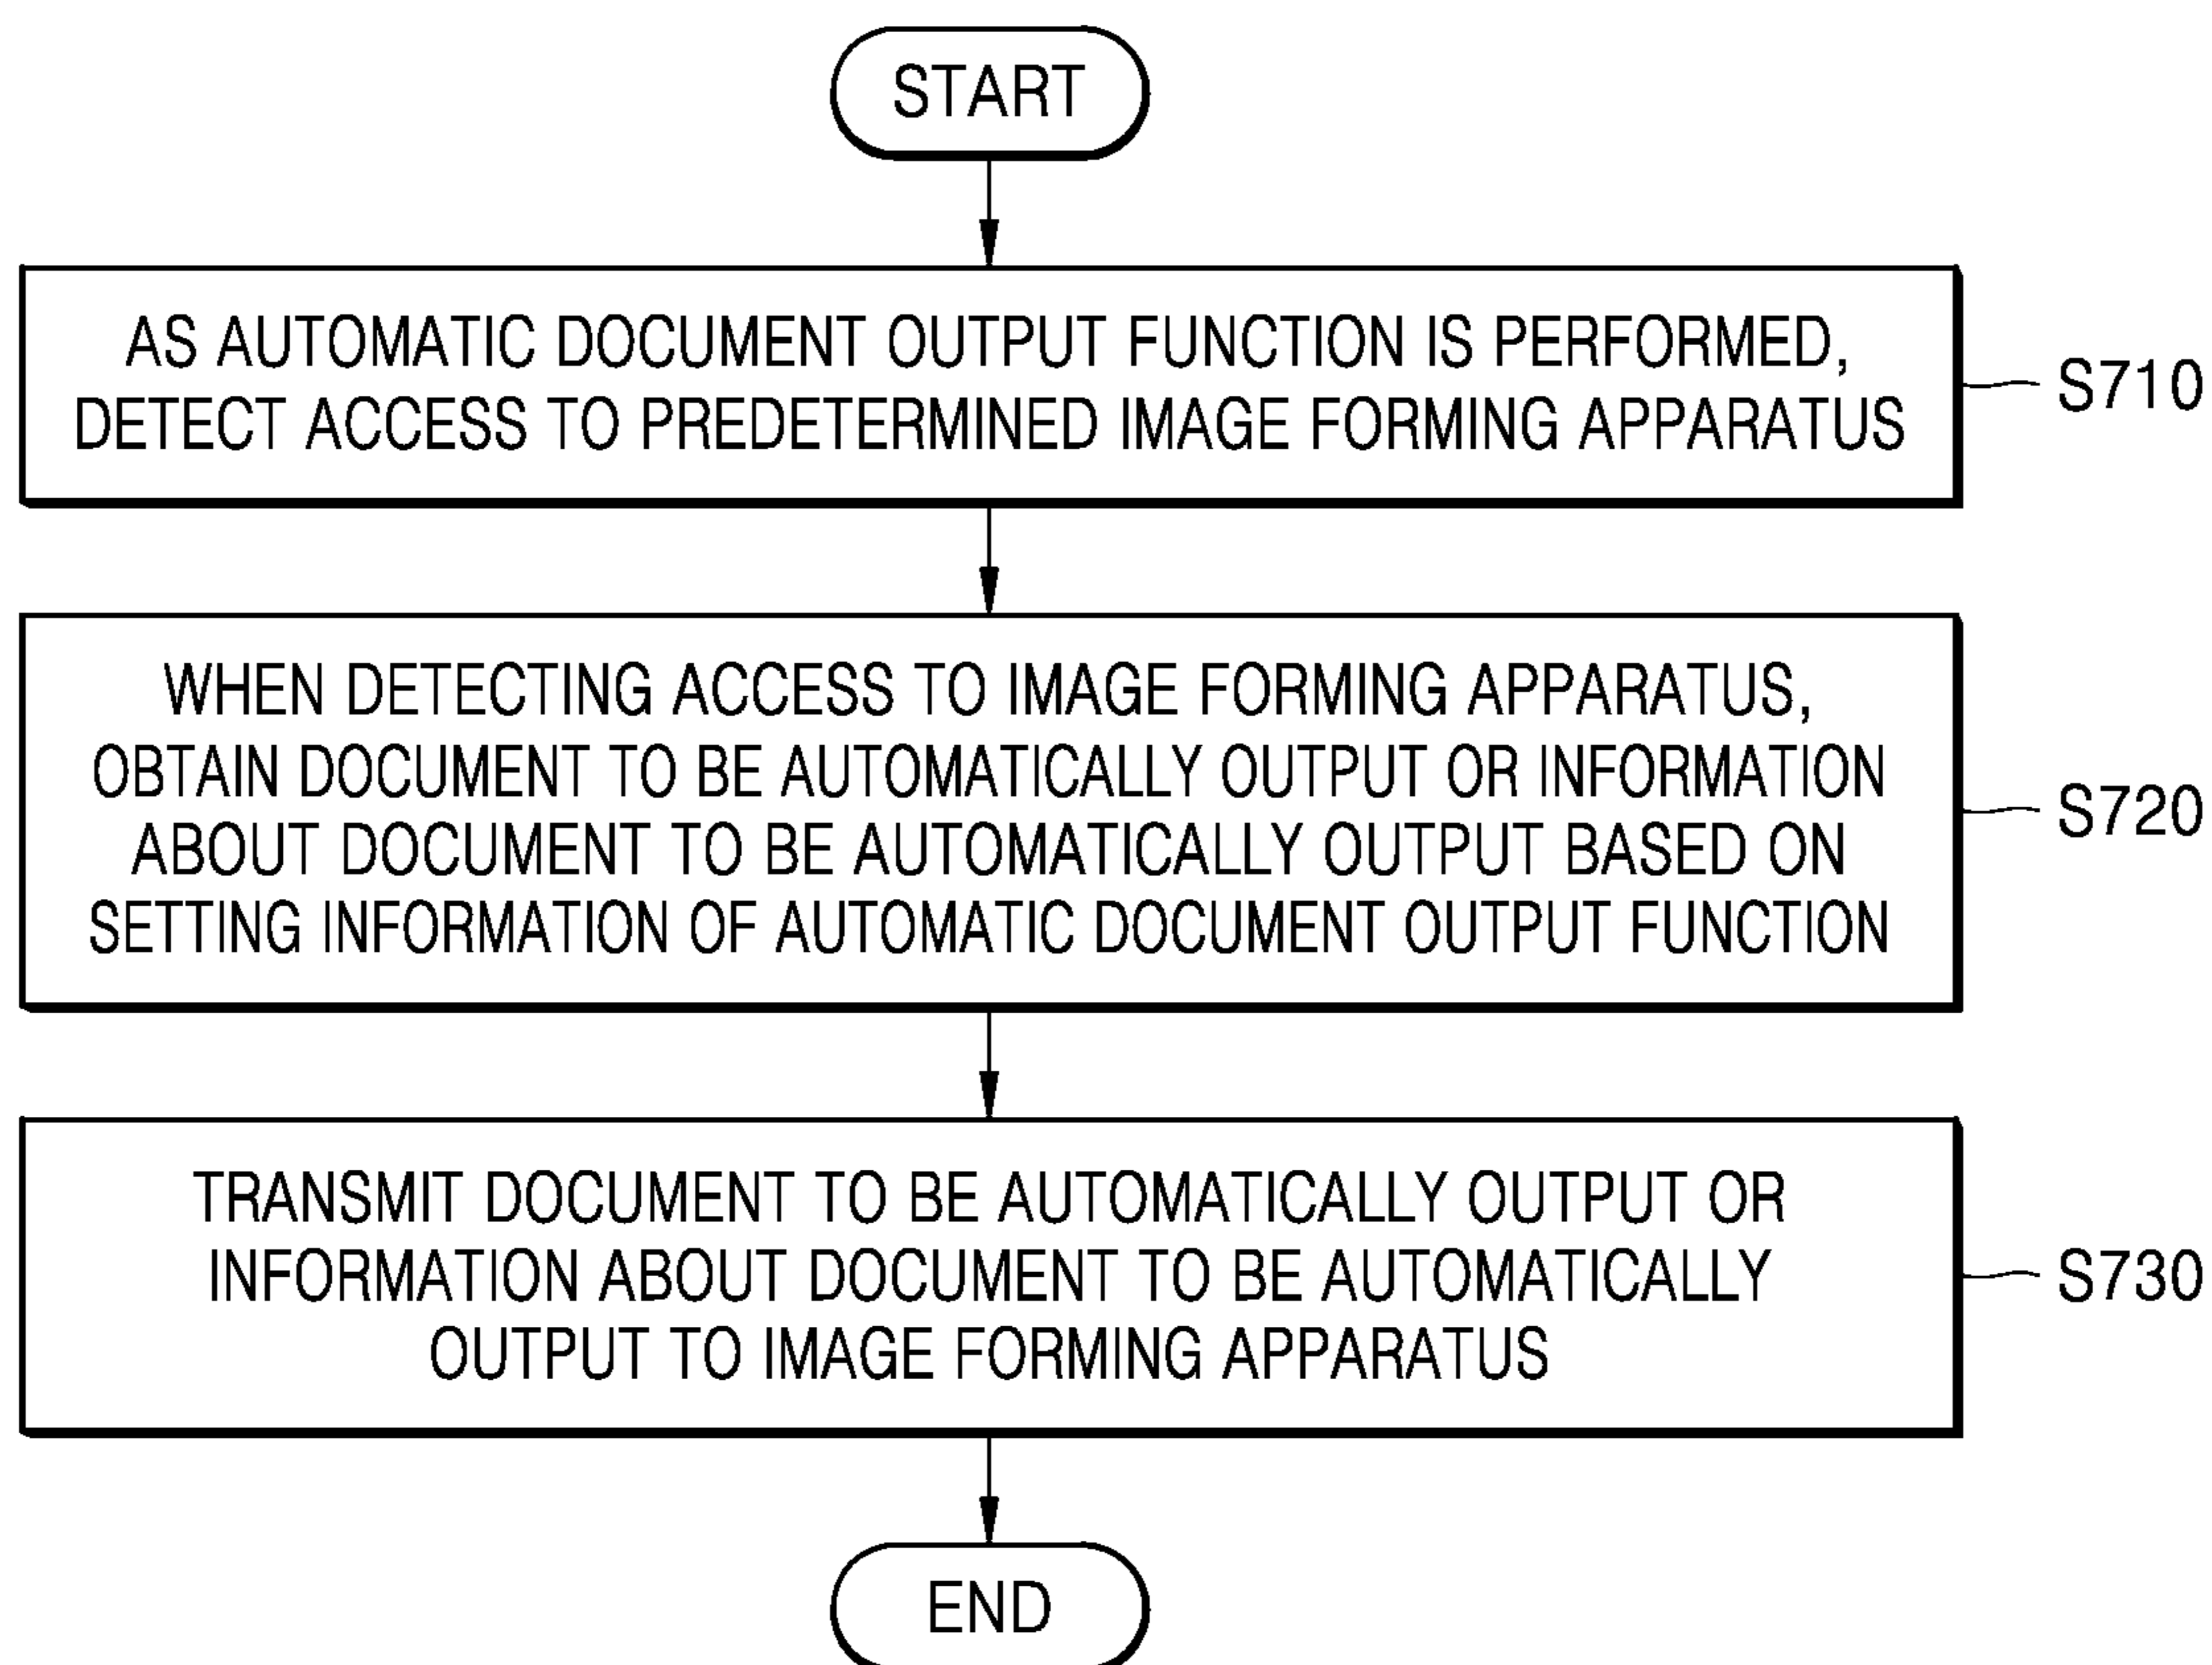 START
AS AUTOMATIC DOCUMENT OUTPUT FUNCTION IS PERFORMED,
DETECT ACCESS TO PREDETERMINED IMAGE FORMING APPARATUS
S710
WHEN DETECTING ACCESS TO IMAGE FORMING APPARATUS,
OBTAIN DOCUMENT TO BE AUTOMATICALLY OUTPUT OR INFORMATION
ABOUT DOCUMENT TO BE AUTOMATICALLY OUTPUT BASED ON
SETTING INFORMATION OF AUTOMATIC DOCUMENT OUTPUT FUNCTION
S720
TRANSMIT DOCUMENT TO BE AUTOMATICALLY OUTPUT OR
INFORMATION ABOUT DOCUMENT TO BE AUTOMATICALLY
OUTPUT TO IMAGE FORMING APPARATUS
S730
END